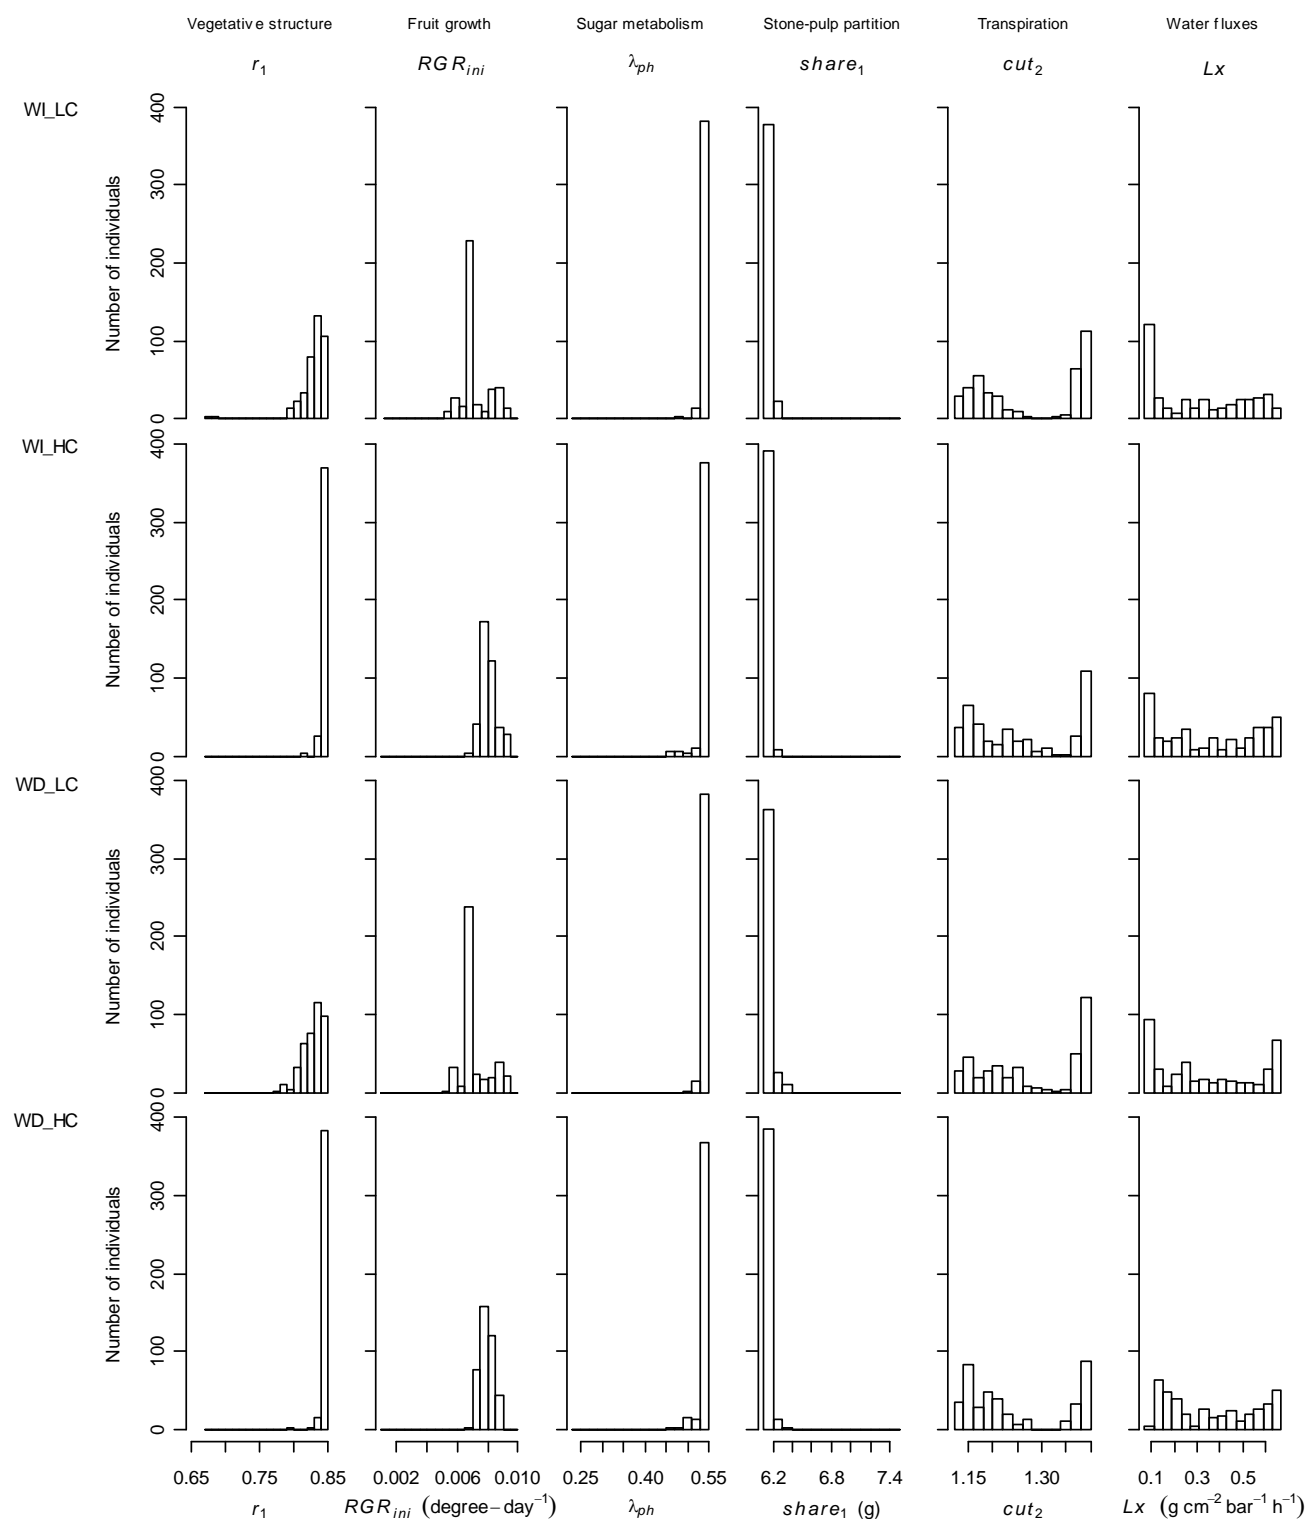 Vegetative structure Fruit growth Sugar metabolism Stone-pulp partition Transpiration Water fluxes
r1 RGRini λph share1 cut2 Lx
WI_LC
Number of individuals
0 100 200 300 400
WI_HC
Number of individuals
0 100 200 300 400
WD_LC
Number of individuals
0 100 200 300 400
WD_HC
Number of individuals
0 100 200 300 400
0.65 0.75 0.85 0.002 0.006 0.010 0.25 0.40 0.55 6.2 6.8 7.4 1.15 1.30 0.1 0.3 0.5
r1 RGRini (degree−day−1) λph share1 (g) cut2 Lx (g cm−2 bar−1 h−1)